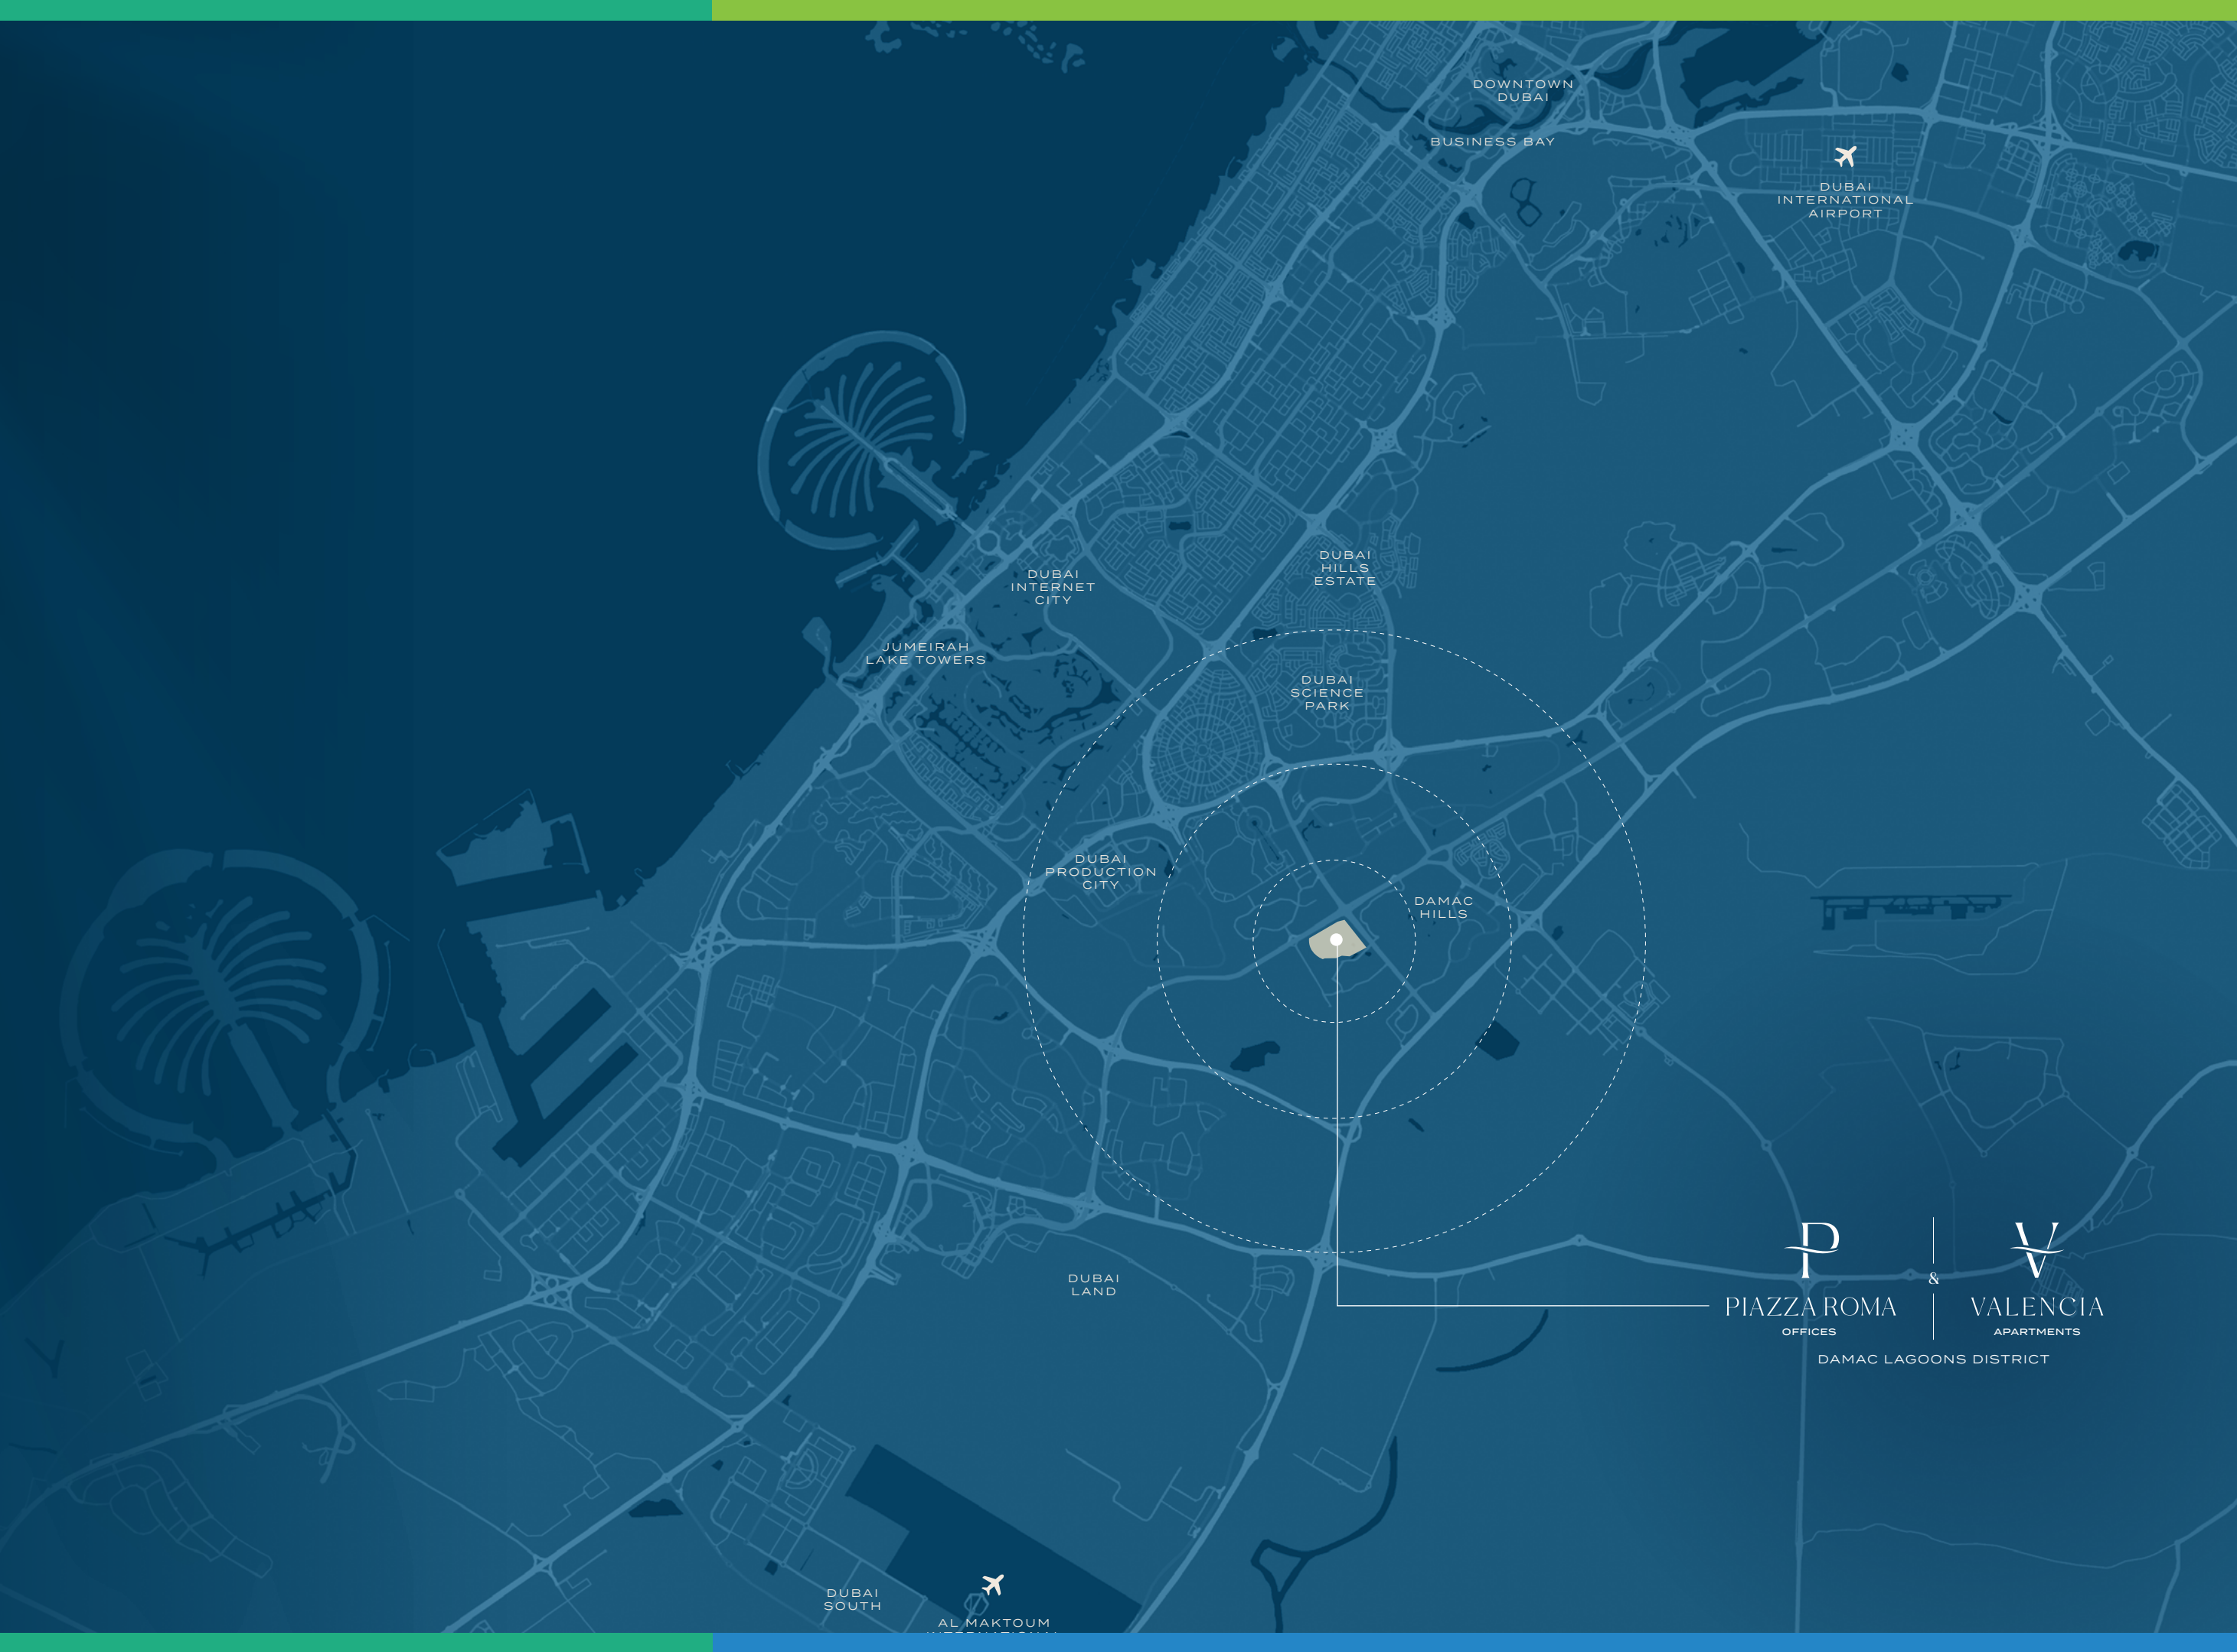 DOWNTOWN
DUBAI
BUSINESS BAY
DUBAI
INTERNATIONAL
AIRPORT
DUBAI
HILLS
ESTATE
DUBAI
INTERNET
CITY
JUMEIRAH
LAKE TOWERS
DUBAI
SCIENCE
PARK
DUBAI
PRODUCTION
CITY
DAMAC
HILLS
P
&
V
PIAZZA ROMA
OFFICES
VALENCIA
APARTMENTS
DAMAC LAGOONS DISTRICT
DUBAI
LAND
DUBAI
SOUTH
AL MAKTOUM